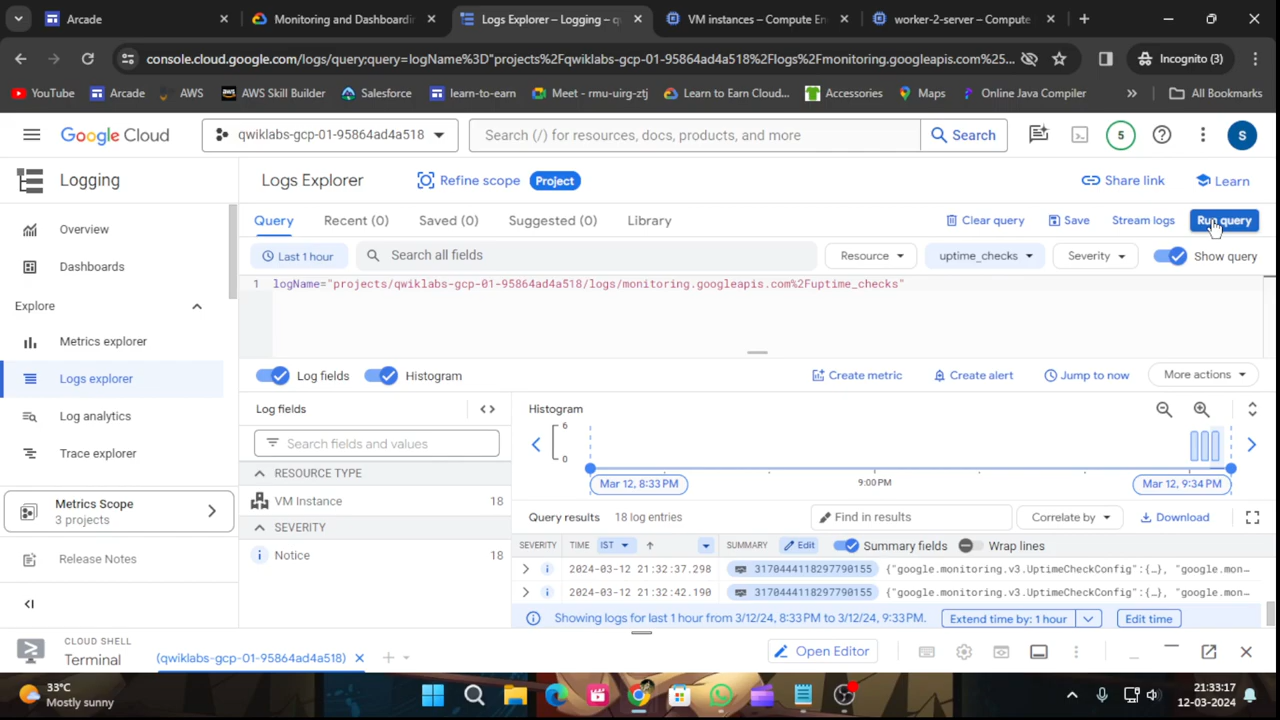 Arcade
Monitoring and Dashboardin
Logs Explorer – Logging – q
VM instances – Compute En
worker-2-server – Compute
console.cloud.google.com/logs/query;query=logName%3D"projects%2Fqwiklabs-gcp-01-95864ad4a518%2Flogs%2Fmonitoring.googleapis.com%25...
Incognito (3)
YouTube
Arcade
AWS
AWS Skill Builder
Salesforce
learn-to-earn
Meet - rmu-uirg-ztj
Learn to Earn Cloud...
Accessories
Maps
Online Java Compiler
»
All Bookmarks
Google Cloud
qwiklabs-gcp-01-95864ad4a518
Search (/) for resources, docs, products, and more
Search
5
S
Logging
Logs Explorer
Refine scope
Project
Share link
Learn
Overview
Dashboards
Explore
Metrics explorer
Logs explorer
Log analytics
Trace explorer
Metrics Scope
3 projects
Release Notes
Query
Recent (0)
Saved (0)
Suggested (0)
Library
Clear query
Save
Stream logs
Run query
Last 1 hour
Search all fields
Resource
uptime_checks
Severity
Show query
1 logName="projects/qwiklabs-gcp-01-95864ad4a518/logs/monitoring.googleapis.com%2Fuptime_checks"
Log fields
Histogram
Create metric
Create alert
Jump to now
More actions
Log fields
Search fields and values
RESOURCE TYPE
VM Instance 18
SEVERITY
Notice 18
Histogram
6
0
Mar 12, 8:33 PM
9:00 PM
Mar 12, 9:34 PM
Query results 18 log entries
Find in results
Correlate by
Download
SEVERITY TIME IST SUMMARY Edit Summary fields Wrap lines
2024-03-12 21:32:37.298 3170444118297790155 {"google.monitoring.v3.UptimeCheckConfig":{…}, "google.mon…
2024-03-12 21:32:42.190 3170444118297790155 {"google.monitoring.v3.UptimeCheckConfig":{…}, "google.mon…
Showing logs for last 1 hour from 3/12/24, 8:33 PM to 3/12/24, 9:33 PM.
Extend time by: 1 hour
Edit time
CLOUD SHELL
Terminal
(qwiklabs-gcp-01-95864ad4a518)
Open Editor
33°C
Mostly sunny
21:33:17
12-03-2024